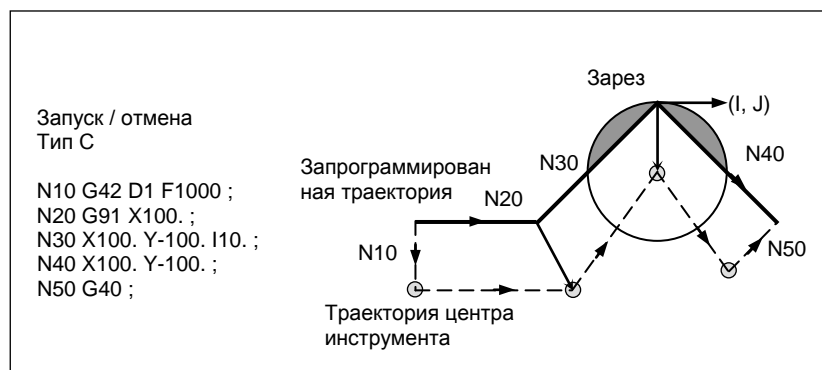 Запуск / отмена
Тип C
N10 G42 D1 F1000 ;
N20 G91 X100. ;
N30 X100. Y-100. I10. ;
N40 X100. Y-100. ;
N50 G40 ;
Зарез
(I, J)
N30
N40
Запрограммирован
ная траектория
N20
N10
N50
Траектория центра
инструмента